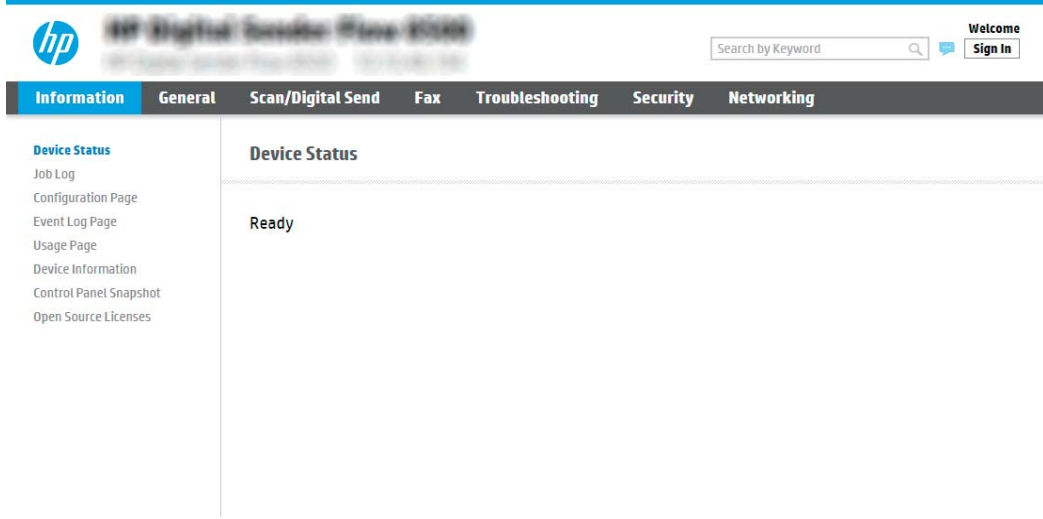 hp
Welcome
Search by Keyword
Sign In
Information General Scan/Digital Send Fax Troubleshooting Security Networking
Device Status
Job Log
Configuration Page
Event Log Page
Usage Page
Device Information
Control Panel Snapshot
Open Source Licenses
Device Status
Ready